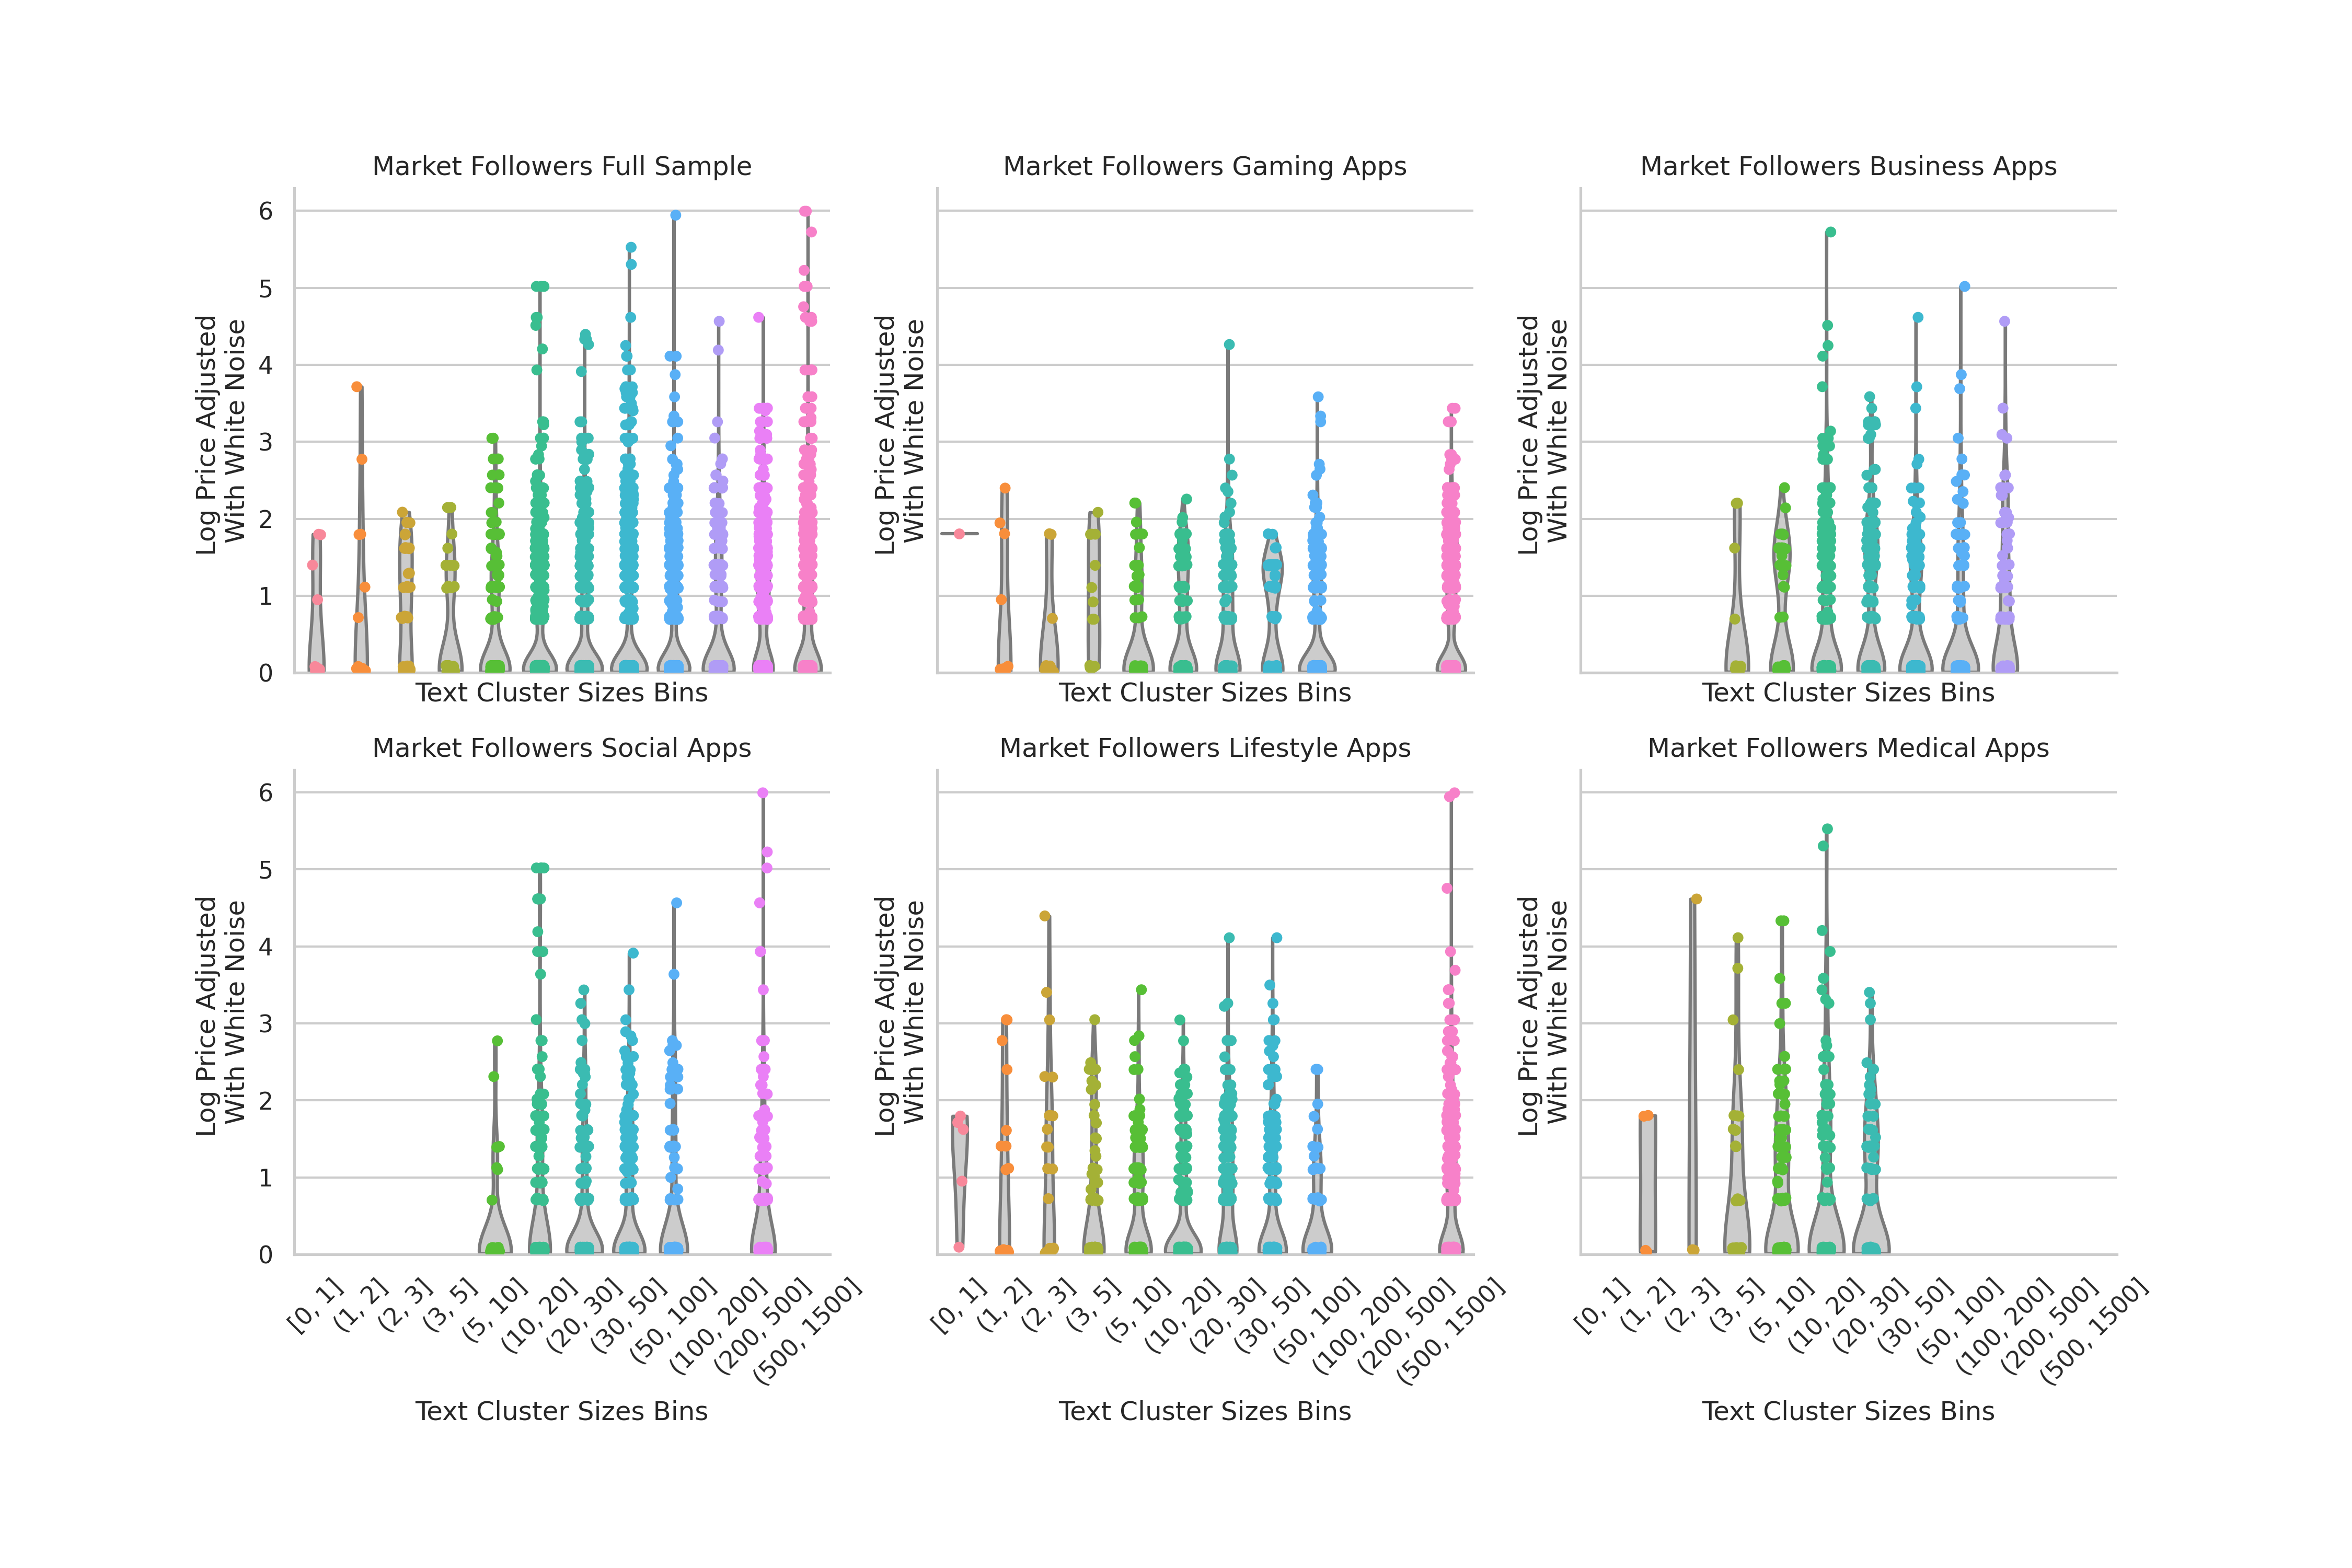 Market Followers Full Sample
Market Followers Gaming Apps
Market Followers Business Apps
6
5
4
3
2
1
0
Log Price Adjusted
With White Noise
Log Price Adjusted
With White Noise
Log Price Adjusted
With White Noise
Text Cluster Sizes Bins
Text Cluster Sizes Bins
Text Cluster Sizes Bins
Market Followers Social Apps
Market Followers Lifestyle Apps
Market Followers Medical Apps
6
5
4
3
2
1
0
Log Price Adjusted
With White Noise
Log Price Adjusted
With White Noise
Log Price Adjusted
With White Noise
[0, 1]
(1, 2]
(2, 3]
(3, 5]
(5, 10]
(10, 20]
(20, 30]
(30, 50]
(50, 100]
(100, 200]
(200, 500]
(500, 1500]
[0, 1]
(1, 2]
(2, 3]
(3, 5]
(5, 10]
(10, 20]
(20, 30]
(30, 50]
(50, 100]
(100, 200]
(200, 500]
(500, 1500]
[0, 1]
(1, 2]
(2, 3]
(3, 5]
(5, 10]
(10, 20]
(20, 30]
(30, 50]
(50, 100]
(100, 200]
(200, 500]
(500, 1500]
Text Cluster Sizes Bins
Text Cluster Sizes Bins
Text Cluster Sizes Bins